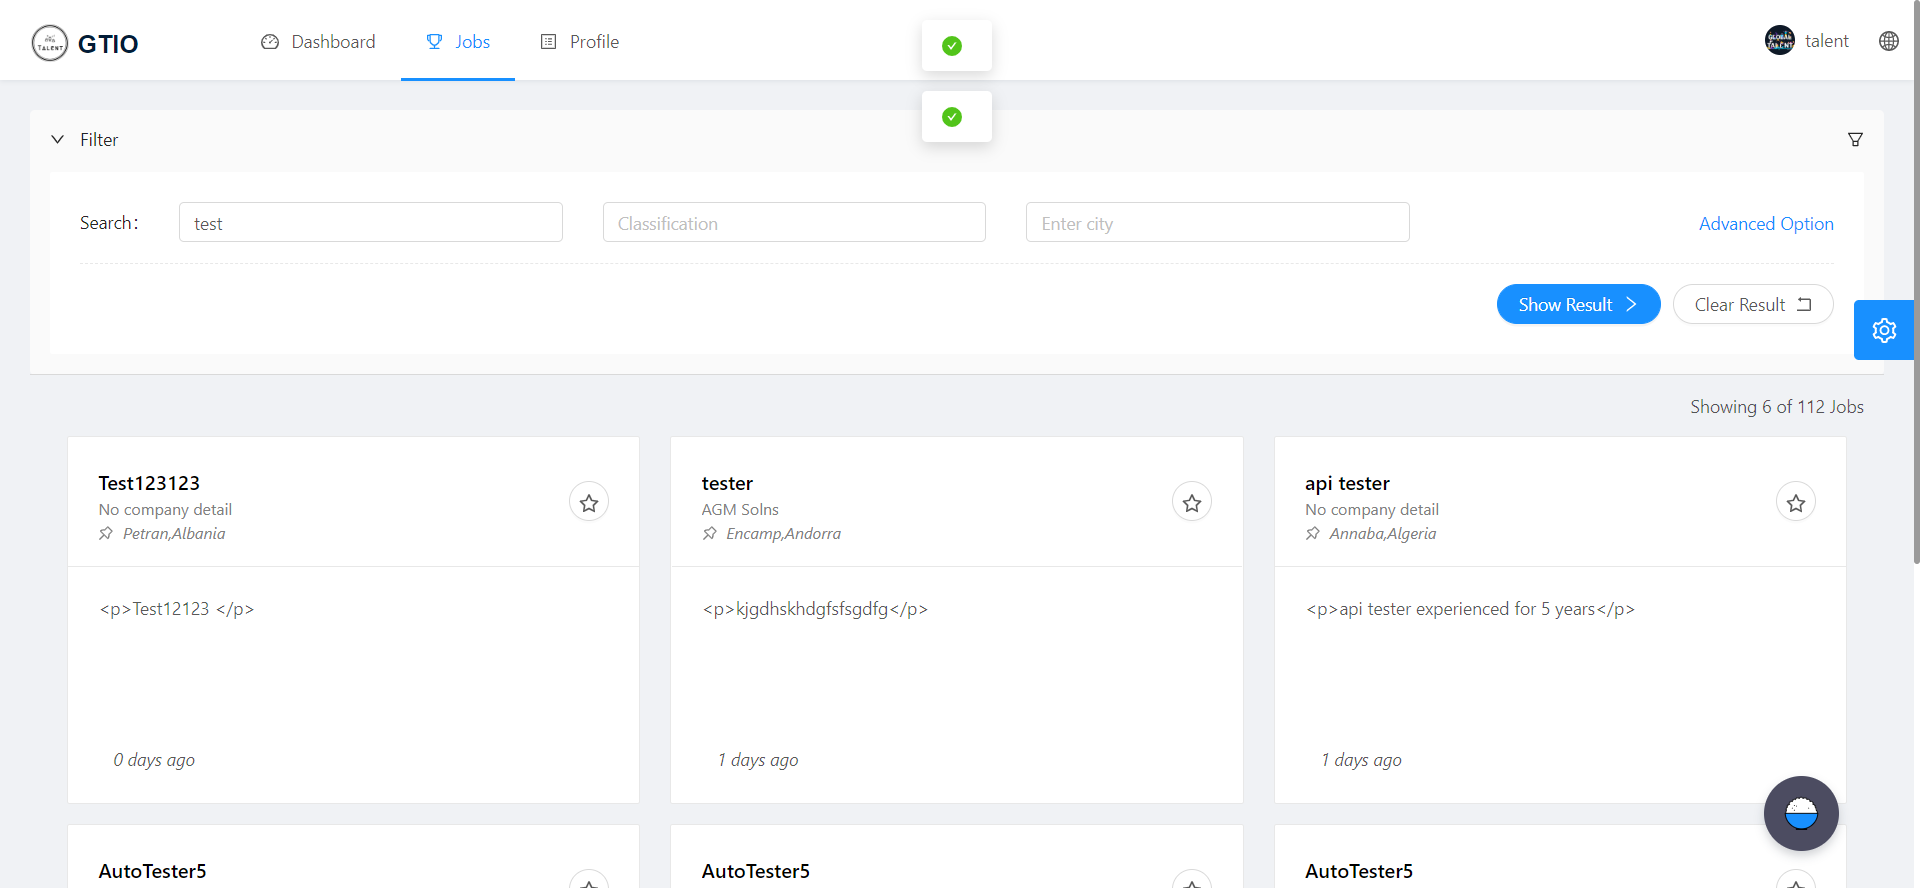 TALENT GTIO Dashboard Jobs Profile GLOBAL TALENT talent
Filter
Search: test Classification Enter city Advanced Option
Show Result Clear Result
Showing 6 of 112 Jobs
Test123123
No company detail
Petran,Albania
<p>Test12123 </p>
0 days ago
tester
AGM Solns
Encamp,Andorra
<p>kjgdhskhdgfsfsgdfg</p>
1 days ago
api tester
No company detail
Annaba,Algeria
<p>api tester experienced for 5 years</p>
1 days ago
AutoTester5
AutoTester5
AutoTester5